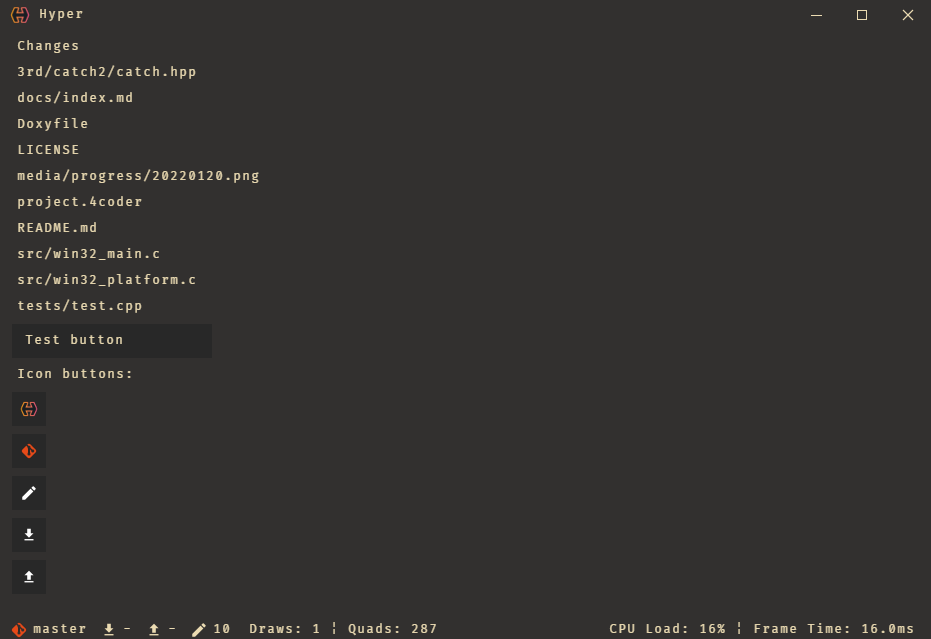 Hyper
Changes
3rd/catch2/catch.hpp
docs/index.md
Doxyfile
LICENSE
media/progress/20220120.png
project.4coder
README.md
src/win32_main.c
src/win32_platform.c
tests/test.cpp
Test button
Icon buttons:
master - - 10 Draws: 1 ¦ Quads: 287 CPU Load: 16% ¦ Frame Time: 16.0ms